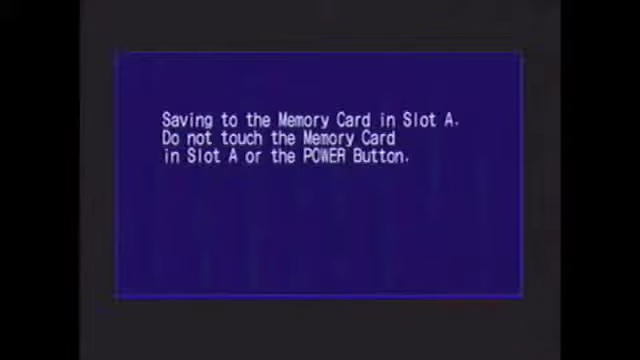 Saving to the Memory Card in Slot A.
Do not touch the Memory Card
in Slot A or the POWER Button.